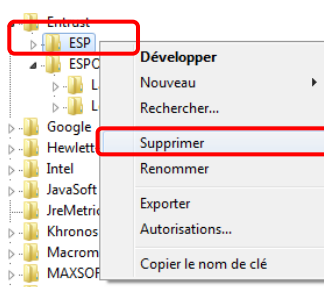 Entrust
ESP
ESPO
L
L
Google
Hewlett
Intel
JavaSoft
JreMetric
Khronos
Macrom
MAXSOF
Développer
Nouveau
Rechercher...
Supprimer
Renommer
Exporter
Autorisations...
Copier le nom de clé